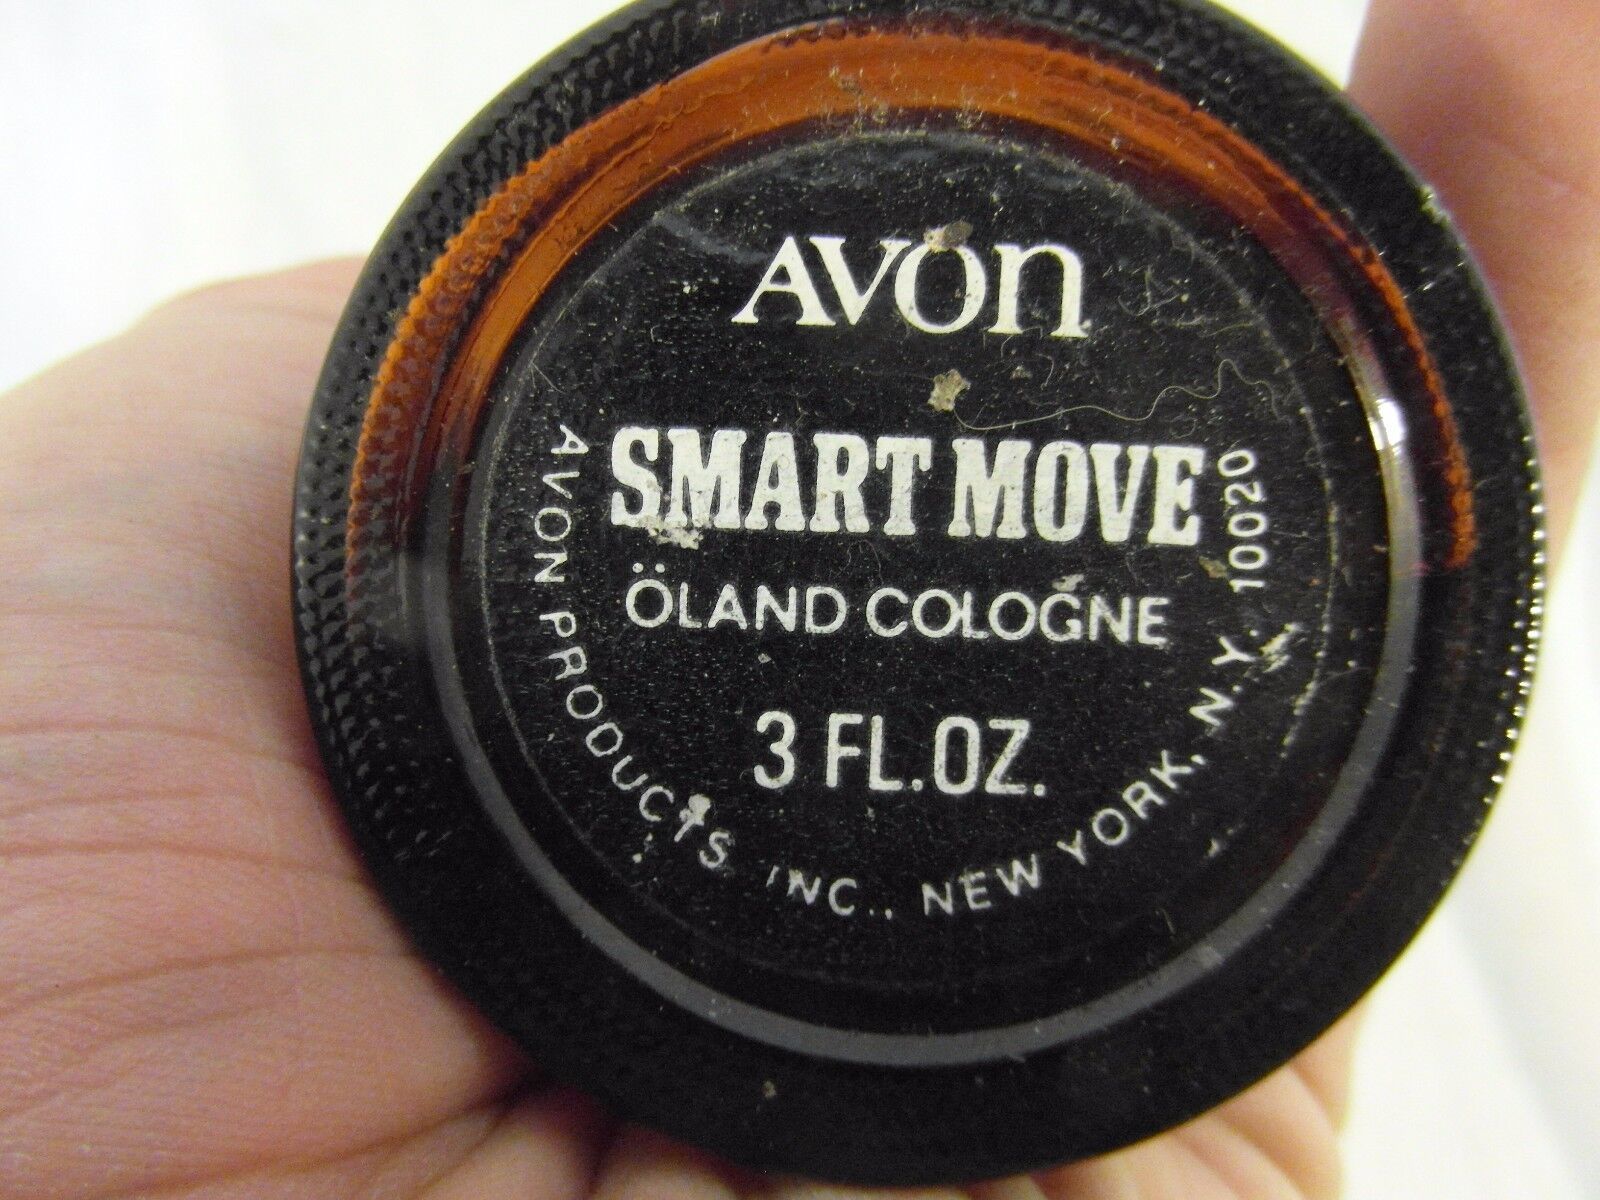 AVON
SMART MOVE
ÖLAND COLOGNE
3 FL.OZ.
AVON PRODUCTS, INC., NEW YORK, N.Y. 10020